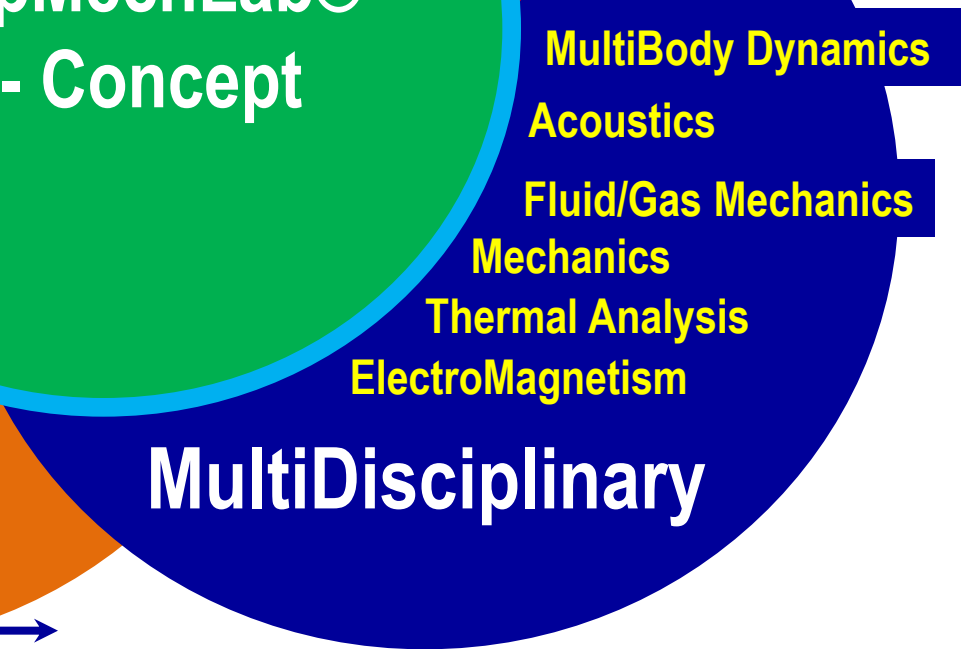 - Concept
MultiBody Dynamics
Acoustics
Fluid/Gas Mechanics
Mechanics
Thermal Analysis
ElectroMagnetism
MultiDisciplinary